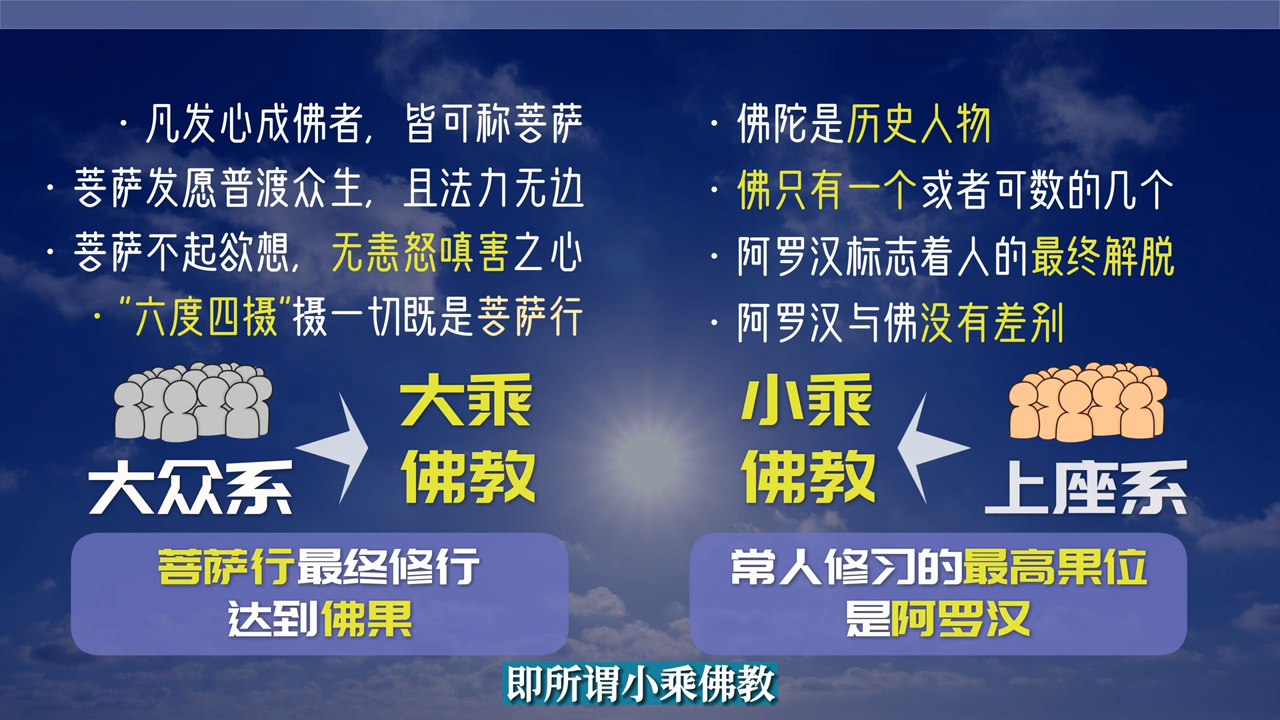 · 凡发心成佛者，皆可称菩萨
· 菩萨发愿普渡众生，且法力无边
· 菩萨不起欲想，无恚怒嗔害之心
· “六度四摄”摄一切既是菩萨行
大乘
佛教
大众系
菩萨行最终修行
达到佛果
· 佛陀是历史人物
· 佛只有一个或者可数的几个
· 阿罗汉标志着人的最终解脱
· 阿罗汉与佛没有差别
小乘
佛教
上座系
常人修习的最高果位
是阿罗汉
即所谓小乘佛教